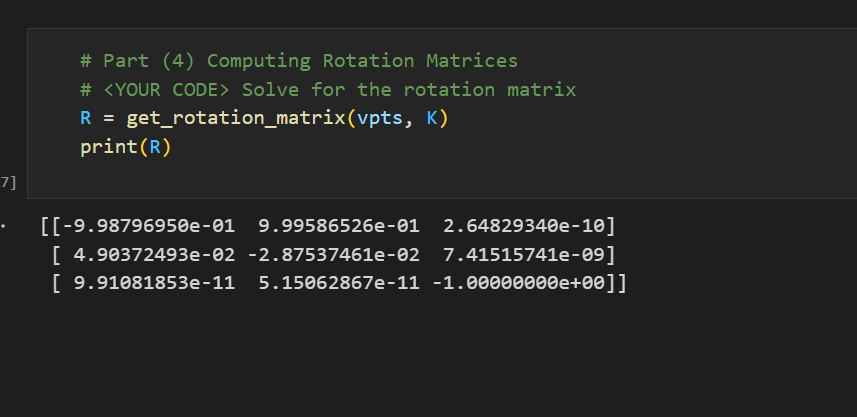 # Part (4) Computing Rotation Matrices
# <YOUR CODE> Solve for the rotation matrix
R = get_rotation_matrix(vpts, K)
print(R)
7]
[[-9.98796950e-01  9.99586526e-01  2.64829340e-10]
 [ 4.90372493e-02 -2.87537461e-02  7.41515741e-09]
 [ 9.91081853e-11  5.15062867e-11 -1.00000000e+00]]